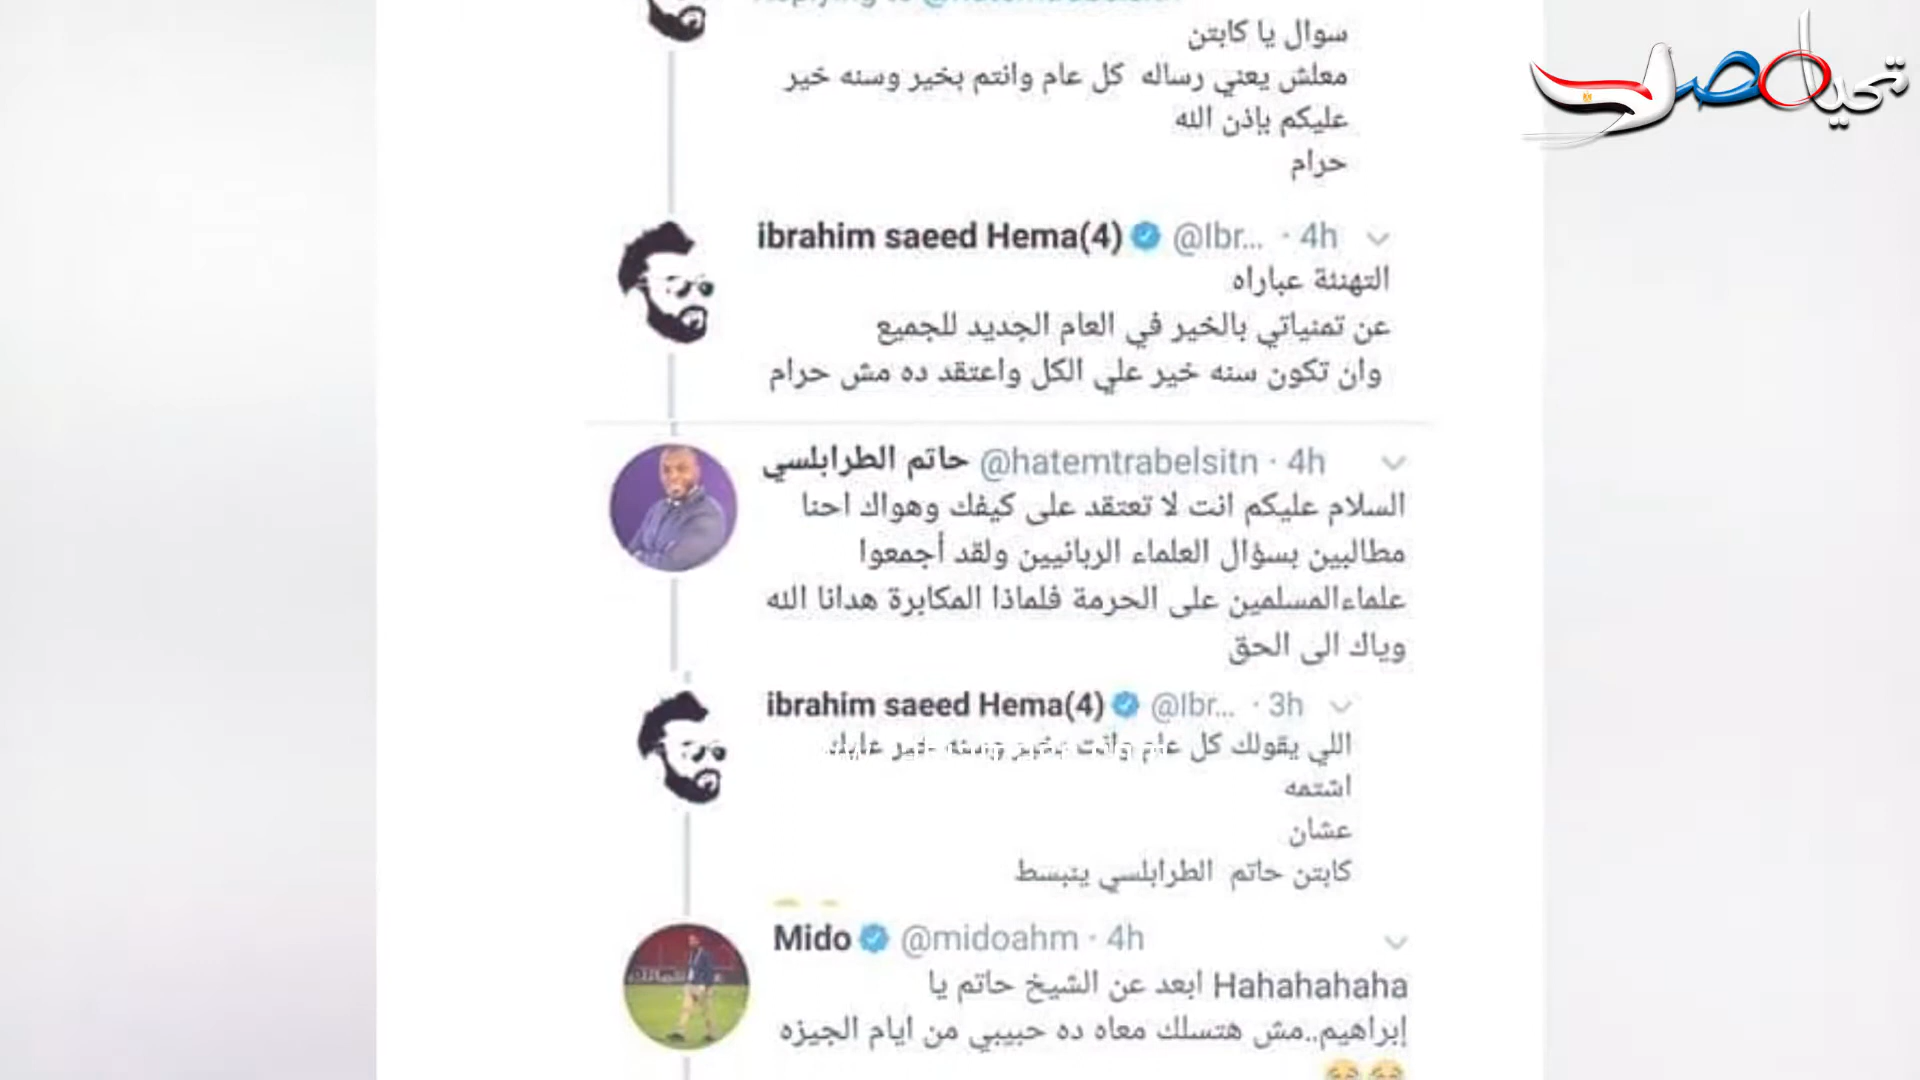 سوال يا كابتن
معلش يعني رساله كل عام وانتم بخير وسنه خير
عليكم بإذن الله
حرام
ibrahim saeed Hema(4) @Ibr... · 4h
التهنئة عباراه
عن تمنياتي بالخير في العام الجديد للجميع
وان تكون سنه خير علي الكل واعتقد ده مش حرام
حاتم الطرابلسي @hatemtrabelsitn · 4h
السلام عليكم انت لا تعتقد على كيفك وهواك احنا
مطالبين بسؤال العلماء الربانيين ولقد أجمعوا
علماءالمسلمين على الحرمة فلماذا المكابرة هدانا الله
وياك الى الحق
ibrahim saeed Hema(4) @Ibr... · 3h
اللي يقولك كل عام وانت بخير وسنه خير عليك
اشتمه
عشان
كابتن حاتم الطرابلسي ينبسط
Mido @midoahm · 4h
Hahahahaha ابعد عن الشيخ حاتم يا
إبراهيم..مش هتسلك معاه ده حبيبي من ايام الجيزه
تحيا مصر